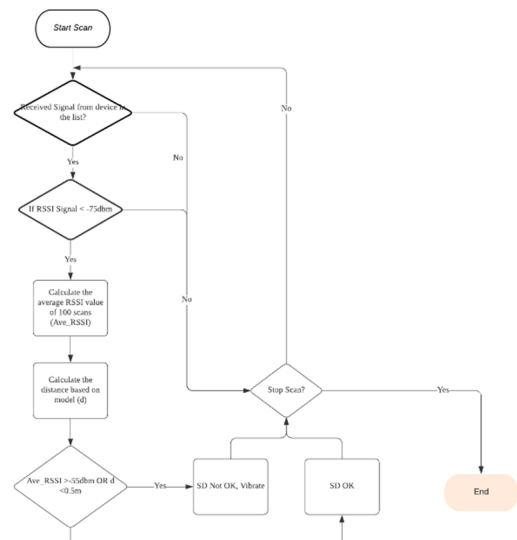 Start Scan
No
Received Signal from device in
the list?
No
Yes
If RSSI Signal < -75dbm
Yes
No
Calculate the
average RSSI value
of 100 scans
(Ave_RSSI)
Calculate the
distance based on
model (d)
Stop Scan?
Yes
Ave_RSSI >-55dbm OR d
<0.5m
Yes
SD Not OK, Vibrate
SD OK
End